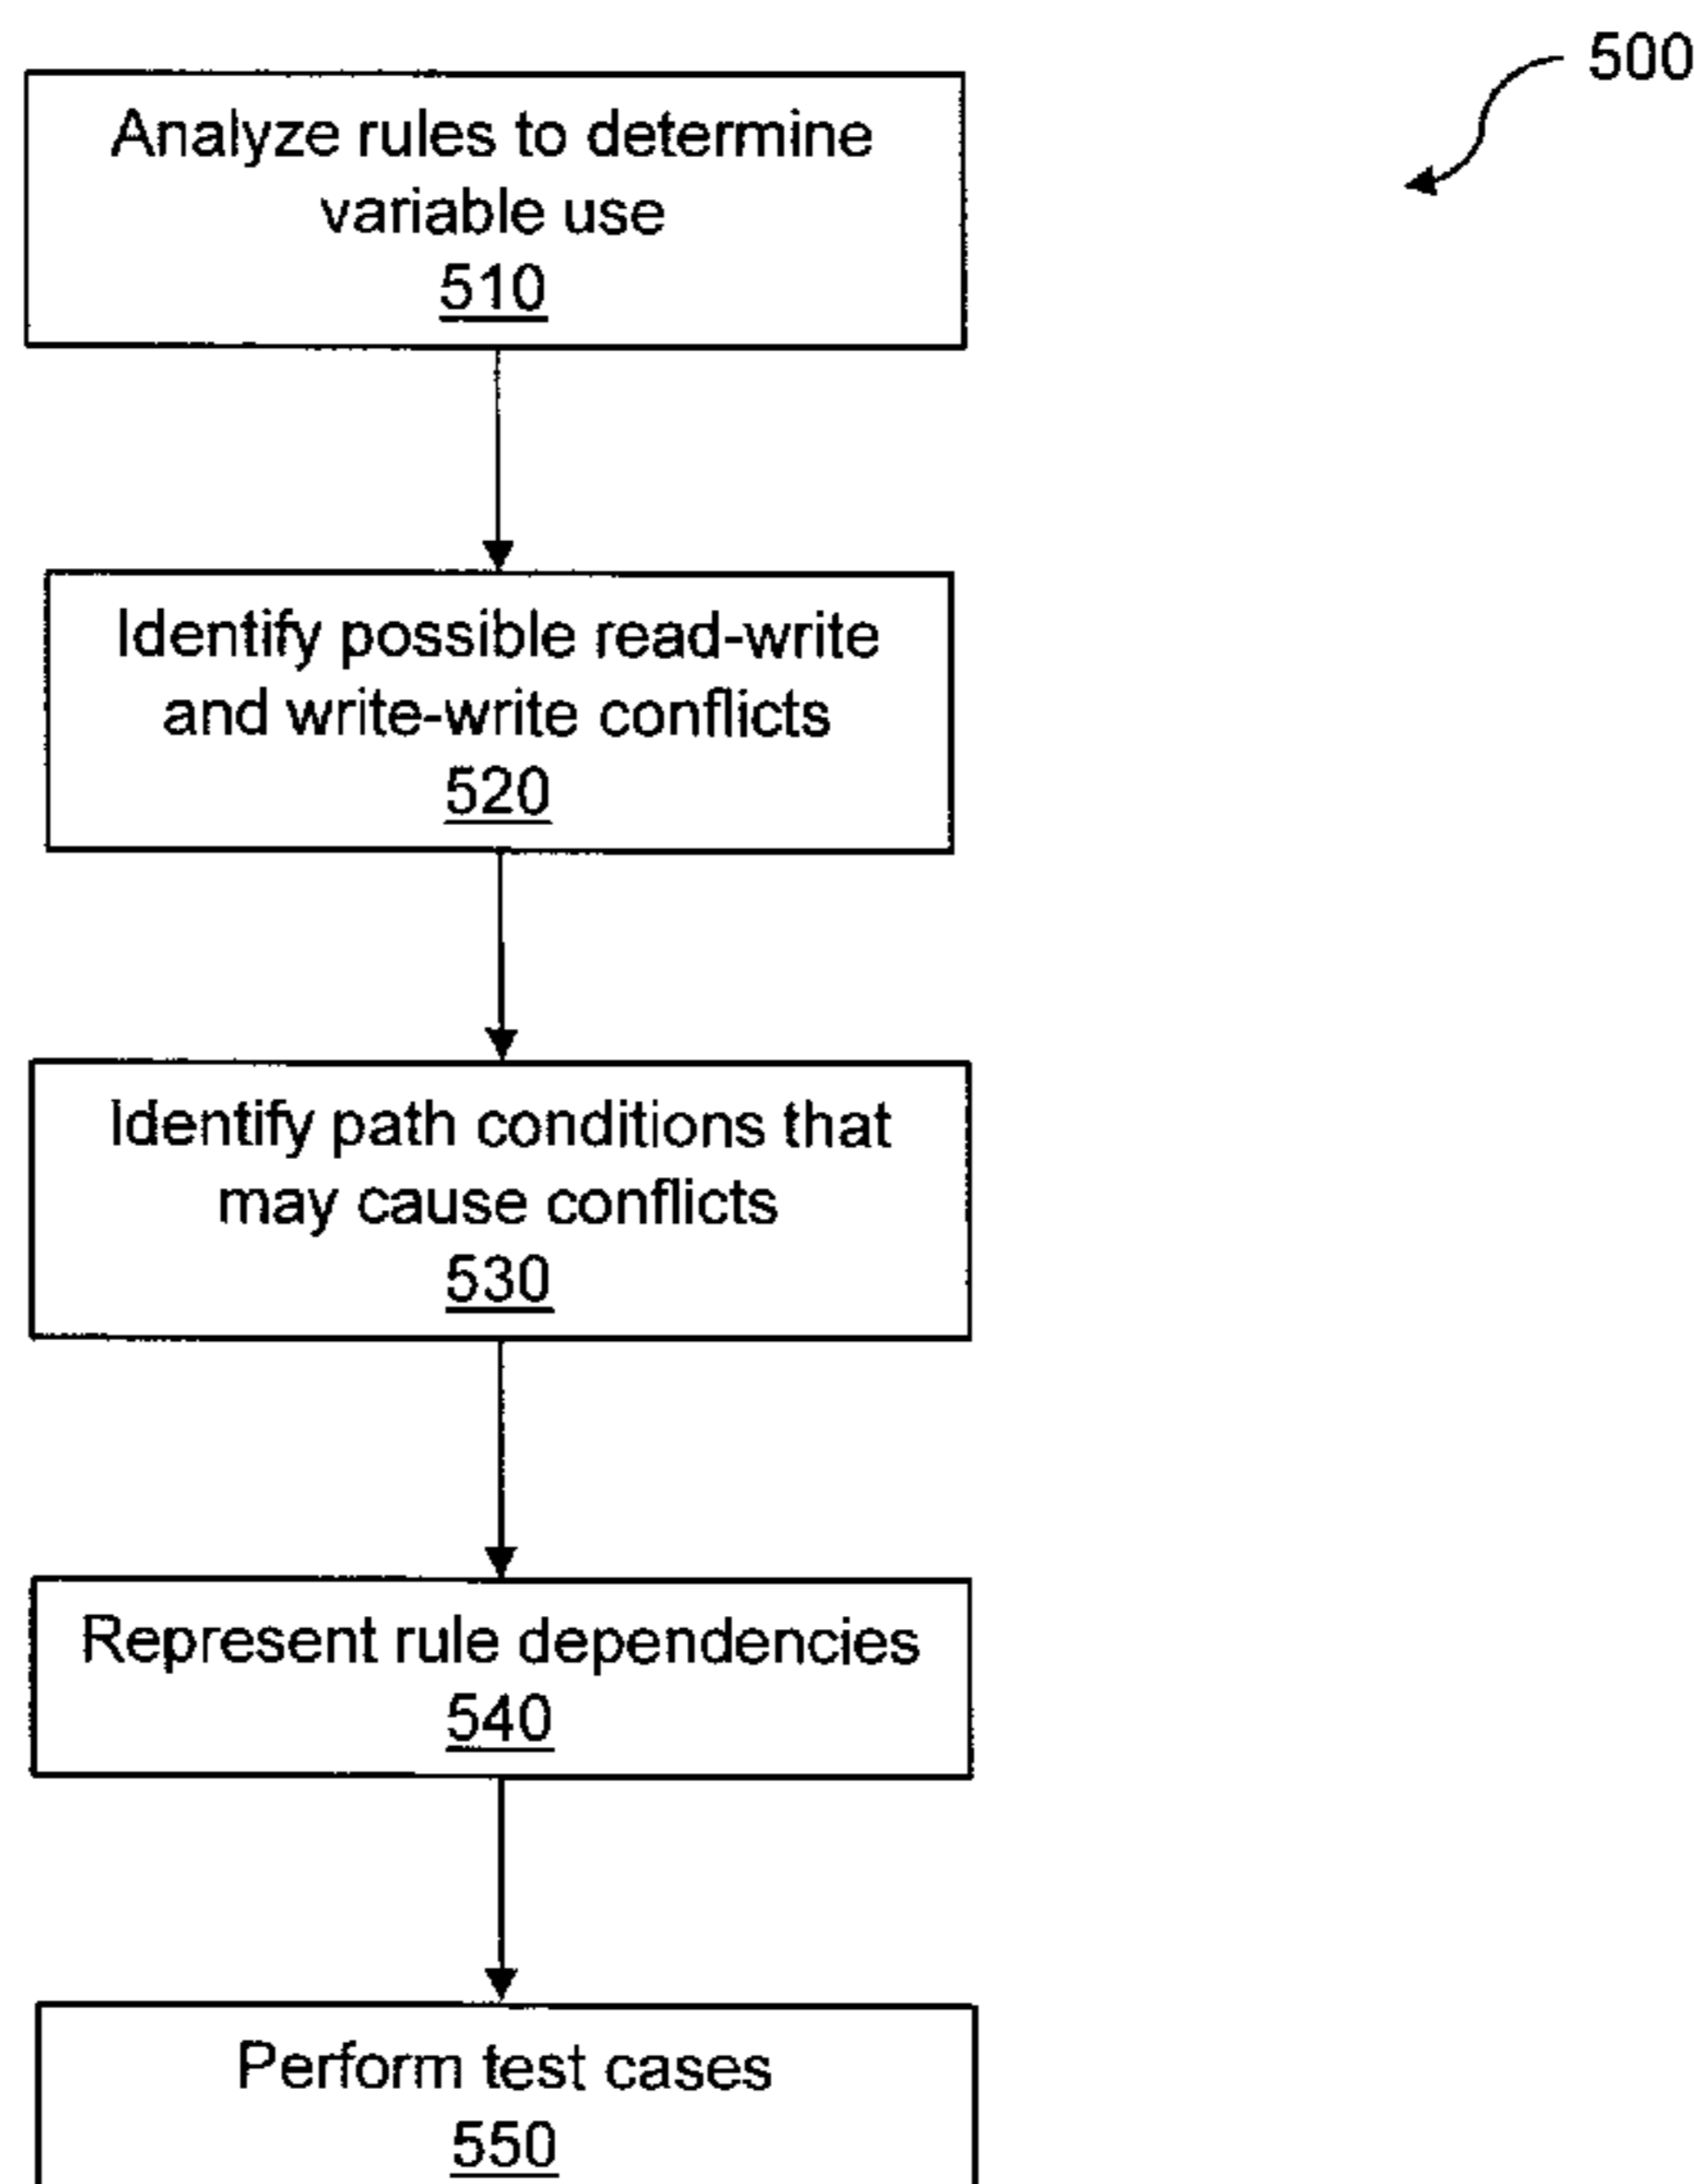 500
Analyze rules to determine
variable use
510
Identify possible read-write
and write-write conflicts
520
Identify path conditions that
may cause conflicts
530
Represent rule dependencies
540
Perform test cases
550